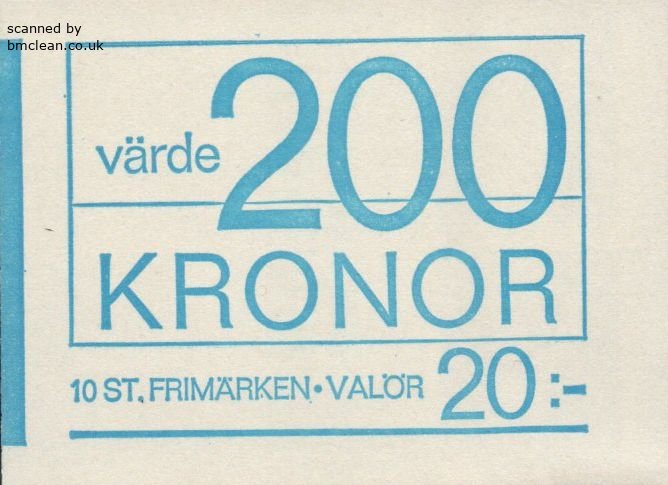 scanned by
bmclean.co.uk
värde 200
KRONOR
10 ST. FRIMÄRKEN • VALÖR 20:-